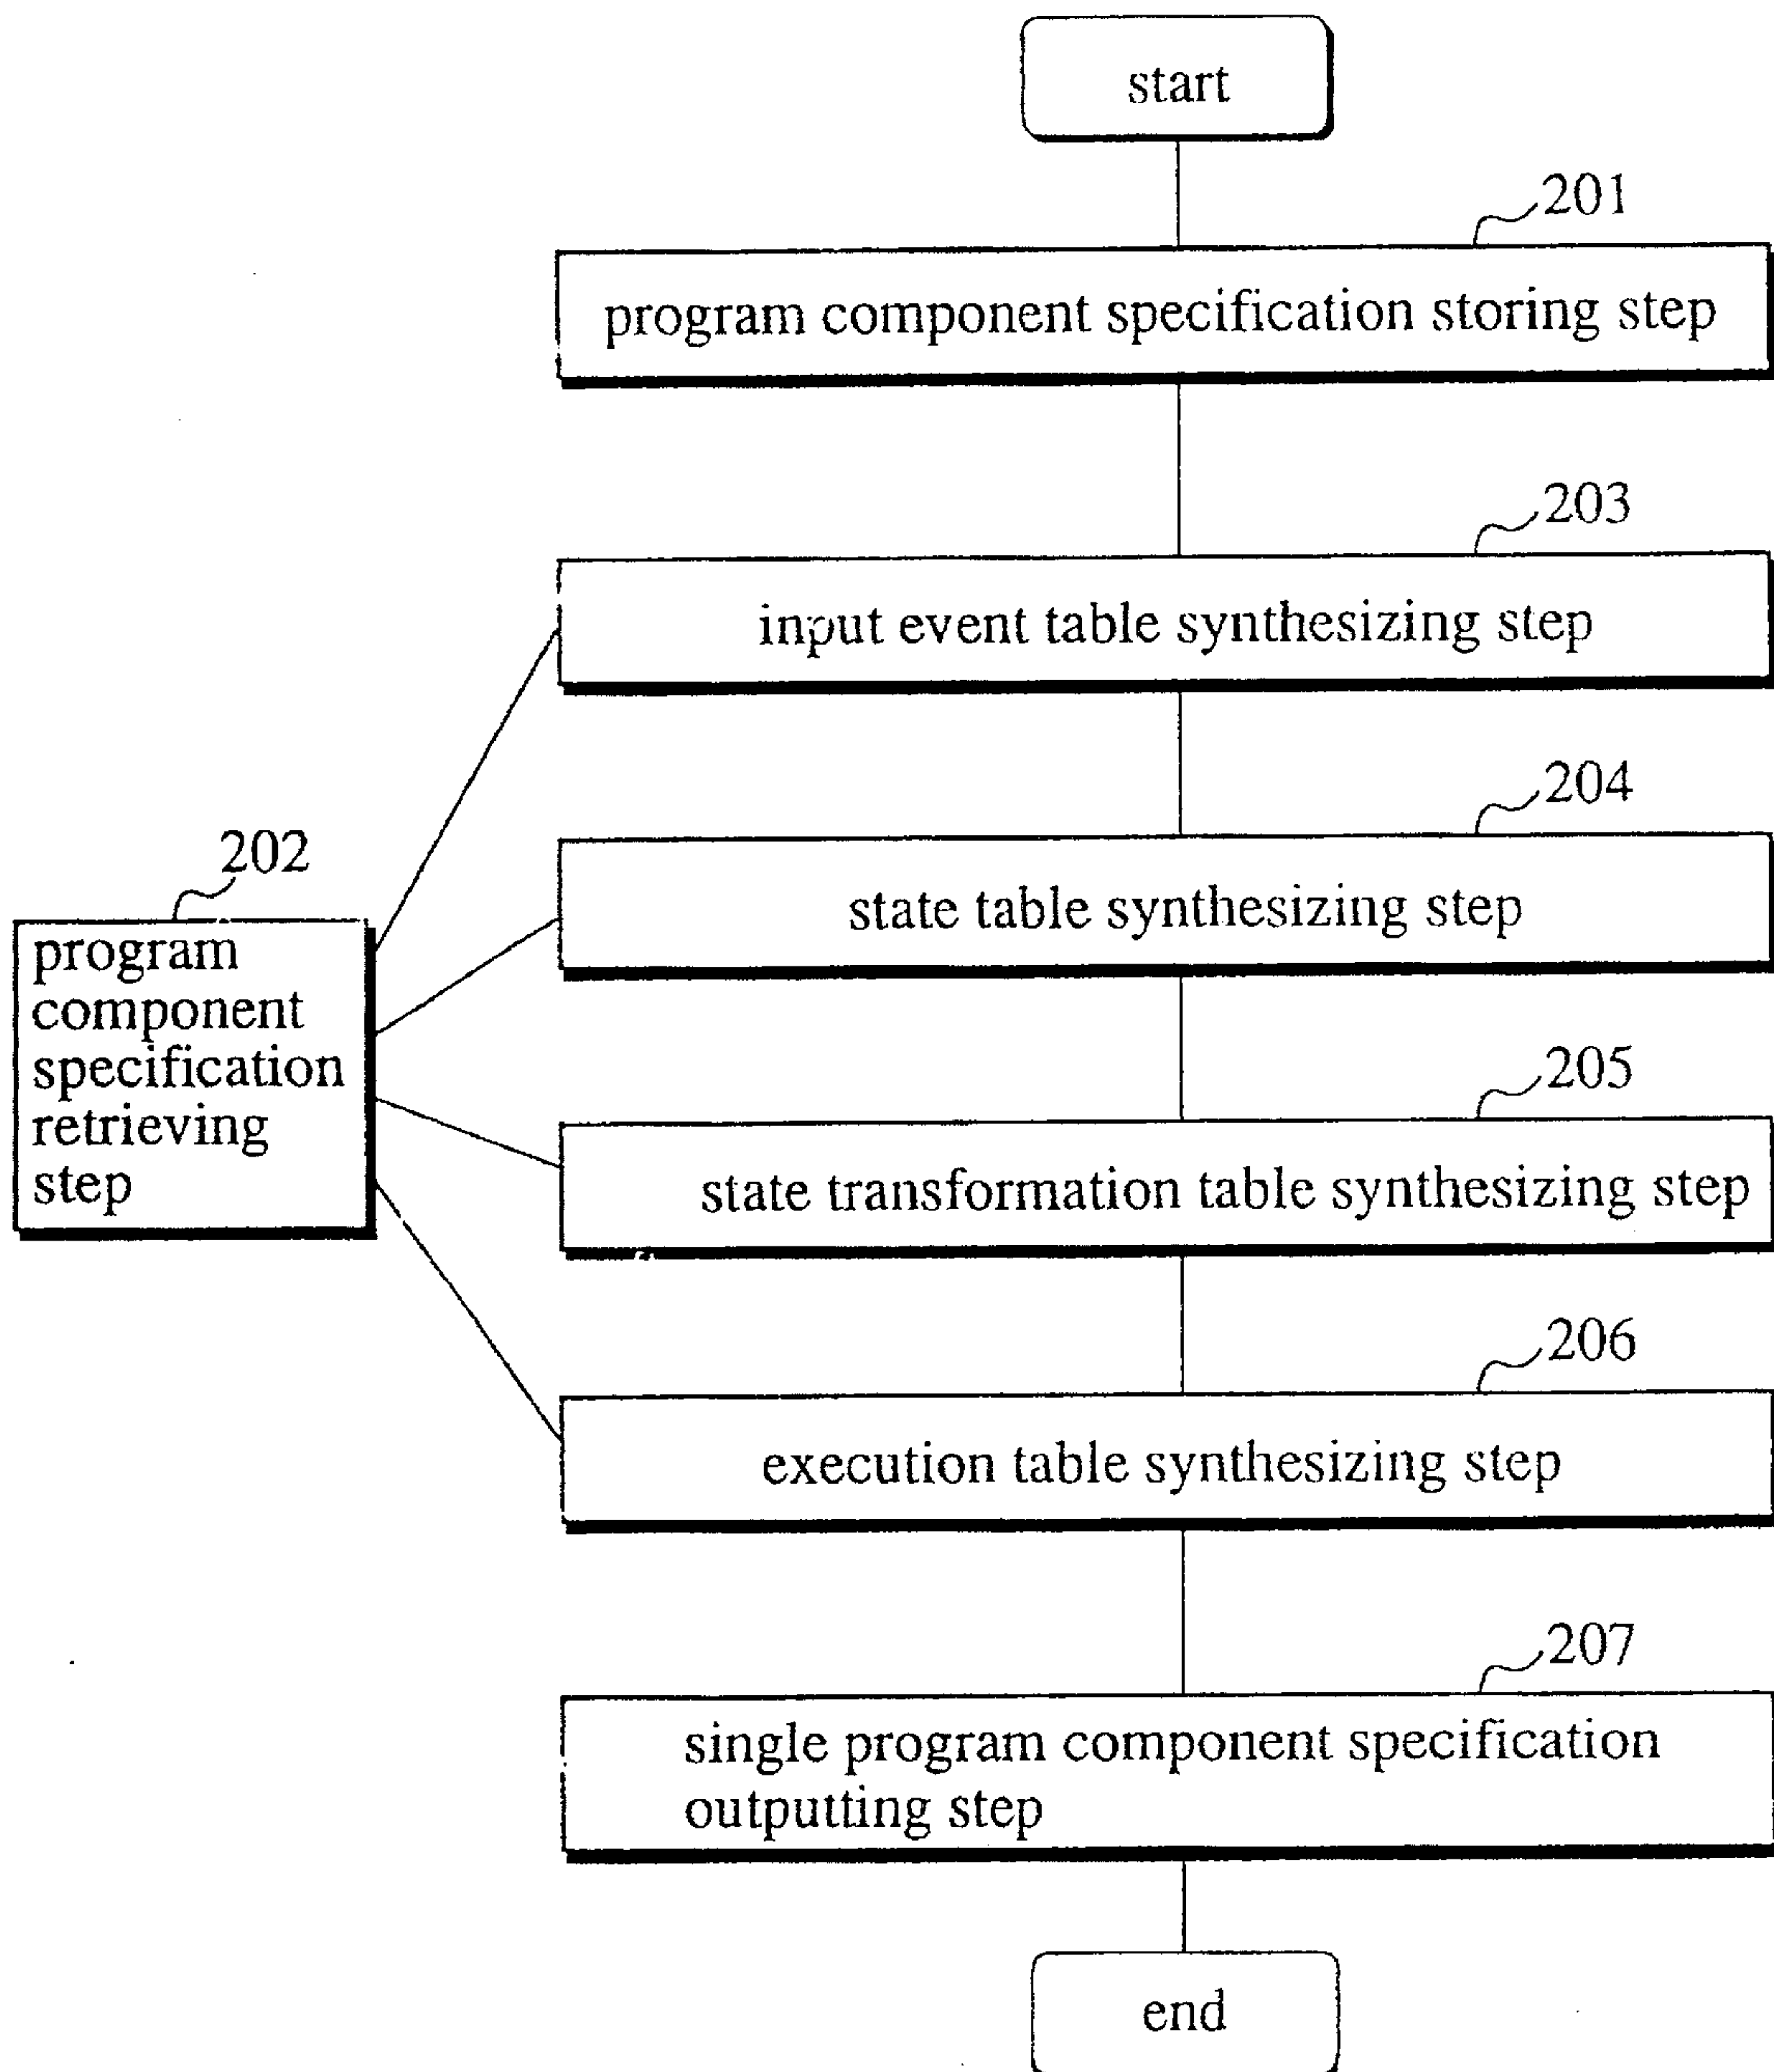 start
201
program component specification storing step
203
input event table synthesizing step
204
state table synthesizing step
202
program
component
specification
retrieving
step
205
state transformation table synthesizing step
206
execution table synthesizing step
207
single program component specification
outputting step
end